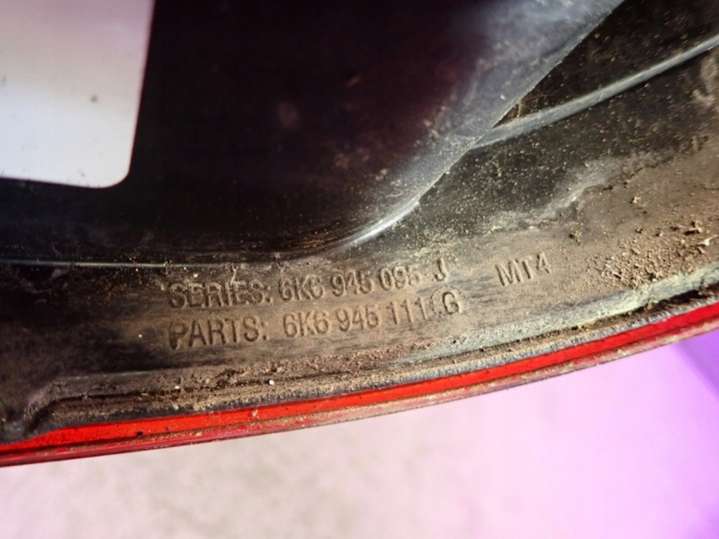 SERIES: 6K6 945 095 J MT4
PARTS: 6K6 945 111 G